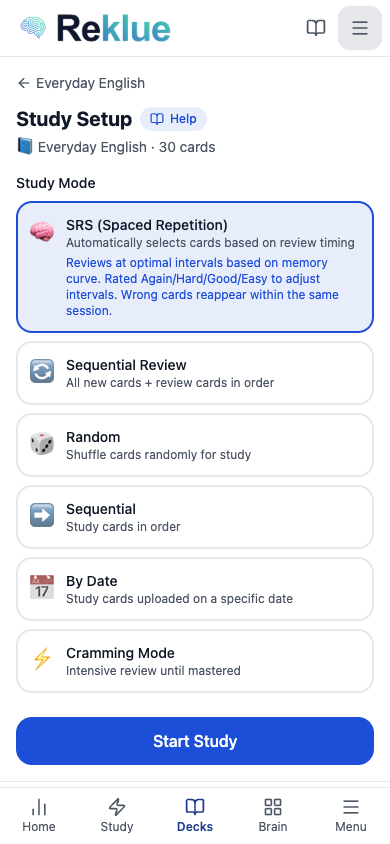 Reklue
← Everyday English
Study Setup
Help
Everyday English · 30 cards
Study Mode
SRS (Spaced Repetition)
Automatically selects cards based on review timing
Reviews at optimal intervals based on memory
curve. Rated Again/Hard/Good/Easy to adjust
intervals. Wrong cards reappear within the same
session.
Sequential Review
All new cards + review cards in order
Random
Shuffle cards randomly for study
Sequential
Study cards in order
17
By Date
Study cards uploaded on a specific date
Cramming Mode
Intensive review until mastered
Start Study
Home
Study
Decks
Brain
Menu